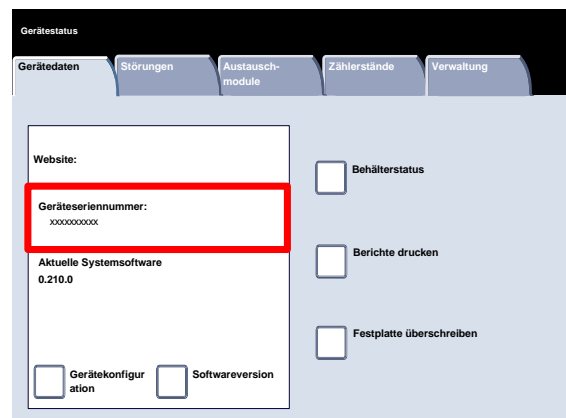 Gerätestatus
Gerätedaten
Störungen
Austausch-
module
Zählerstände
Verwaltung
Website:
Geräteseriennummer:
xxxxxxxxxx
Aktuelle Systemsoftware
0.210.0
Gerätekonfigur
ation
Softwareversion
Behälterstatus
Berichte drucken
Festplatte überschreiben